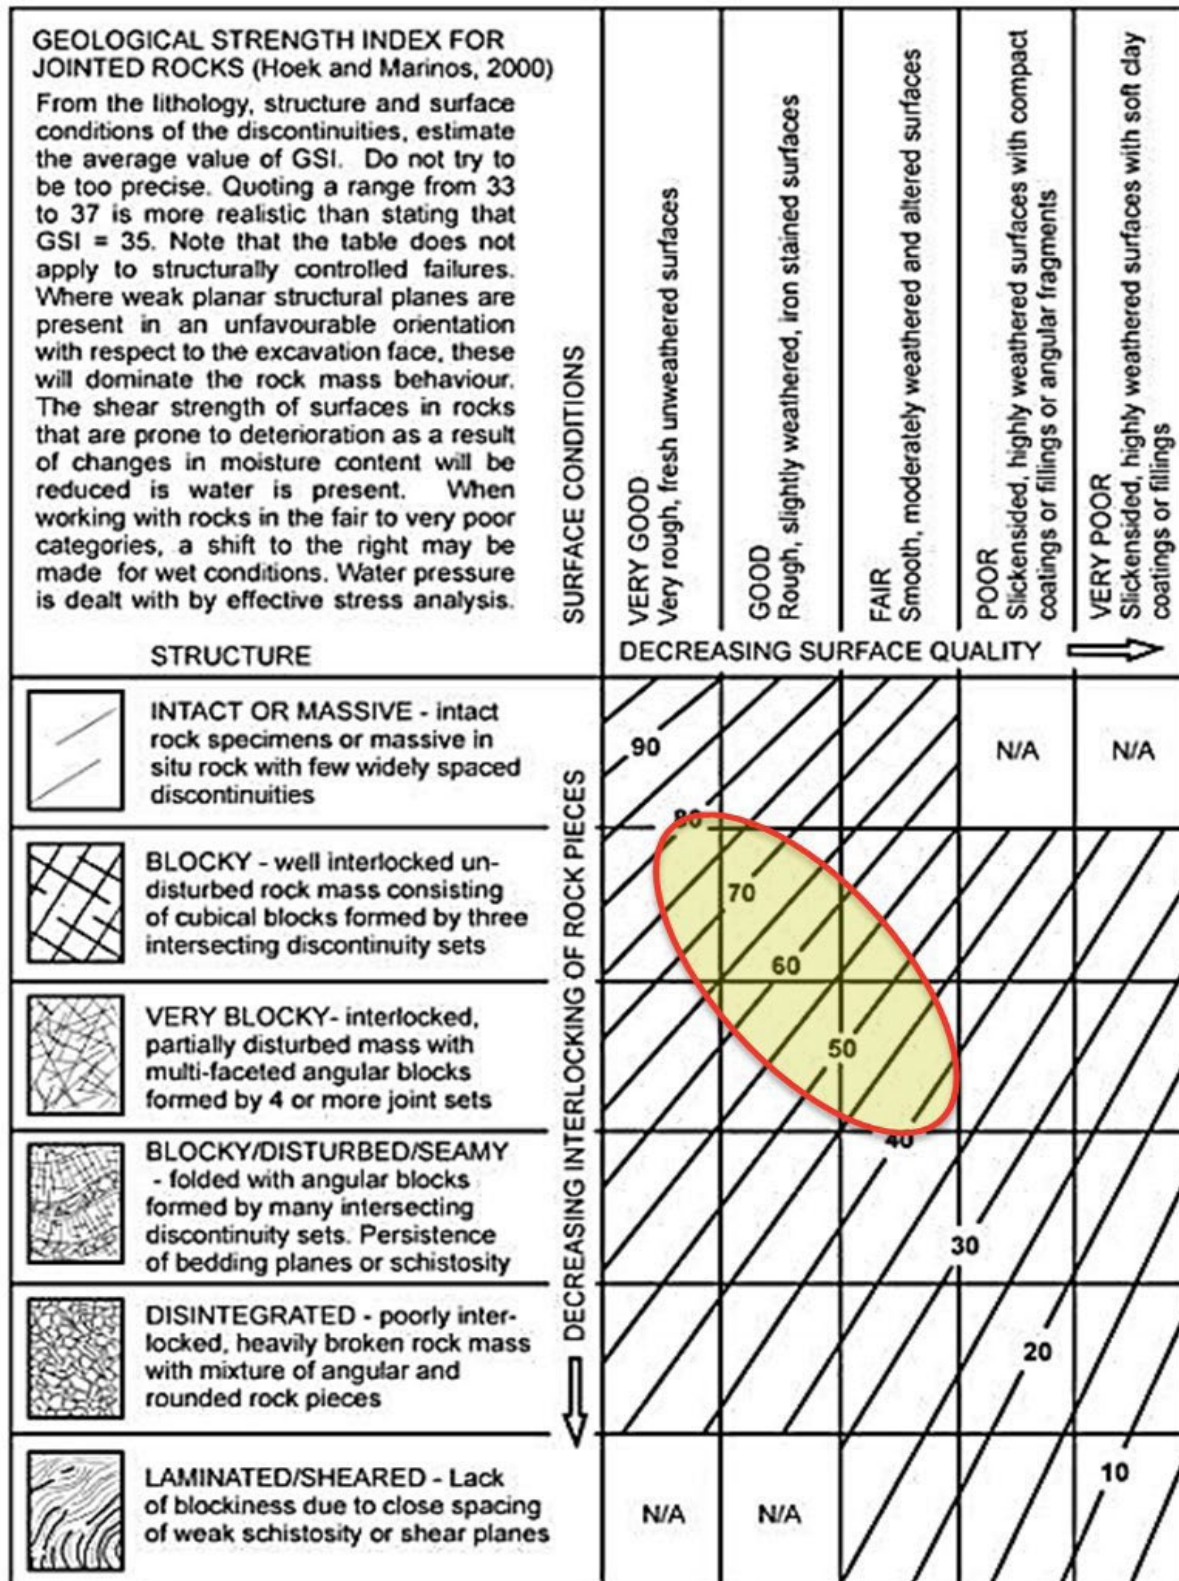 GEOLOGICAL STRENGTH INDEX FOR
JOINTED ROCKS (Hoek and Marinos, 2000)
From the lithology, structure and surface
conditions of the discontinuities, estimate
the average value of GSI. Do not try to
be too precise. Quoting a range from 33
to 37 is more realistic than stating that
GSI = 35. Note that the table does not
apply to structurally controlled failures.
Where weak planar structural planes are
present in an unfavourable orientation
with respect to the excavation face, these
will dominate the rock mass behaviour.
The shear strength of surfaces in rocks
that are prone to deterioration as a result
of changes in moisture content will be
reduced is water is present. When
working with rocks in the fair to very poor
categories, a shift to the right may be
made for wet conditions. Water pressure
is dealt with by effective stress analysis.
STRUCTURE
SURFACE CONDITIONS
VERY GOOD
Very rough, fresh unweathered surfaces
GOOD
Rough, slightly weathered, iron stained surfaces
FAIR
Smooth, moderately weathered and altered surfaces
POOR
Slickensided, highly weathered surfaces with compact
coatings or fillings or angular fragments
VERY POOR
Slickensided, highly weathered surfaces with soft clay
coatings or fillings
DECREASING SURFACE QUALITY
DECREASING INTERLOCKING OF ROCK PIECES
INTACT OR MASSIVE - intact
rock specimens or massive in
situ rock with few widely spaced
discontinuities
90
N/A
N/A
80
BLOCKY - well interlocked un-
disturbed rock mass consisting
of cubical blocks formed by three
intersecting discontinuity sets
70
60
VERY BLOCKY- interlocked,
partially disturbed mass with
multi-faceted angular blocks
formed by 4 or more joint sets
50
40
BLOCKY/DISTURBED/SEAMY
- folded with angular blocks
formed by many intersecting
discontinuity sets. Persistence
of bedding planes or schistosity
30
DISINTEGRATED - poorly inter-
locked, heavily broken rock mass
with mixture of angular and
rounded rock pieces
20
LAMINATED/SHEARED - Lack
of blockiness due to close spacing
of weak schistosity or shear planes
N/A
N/A
10